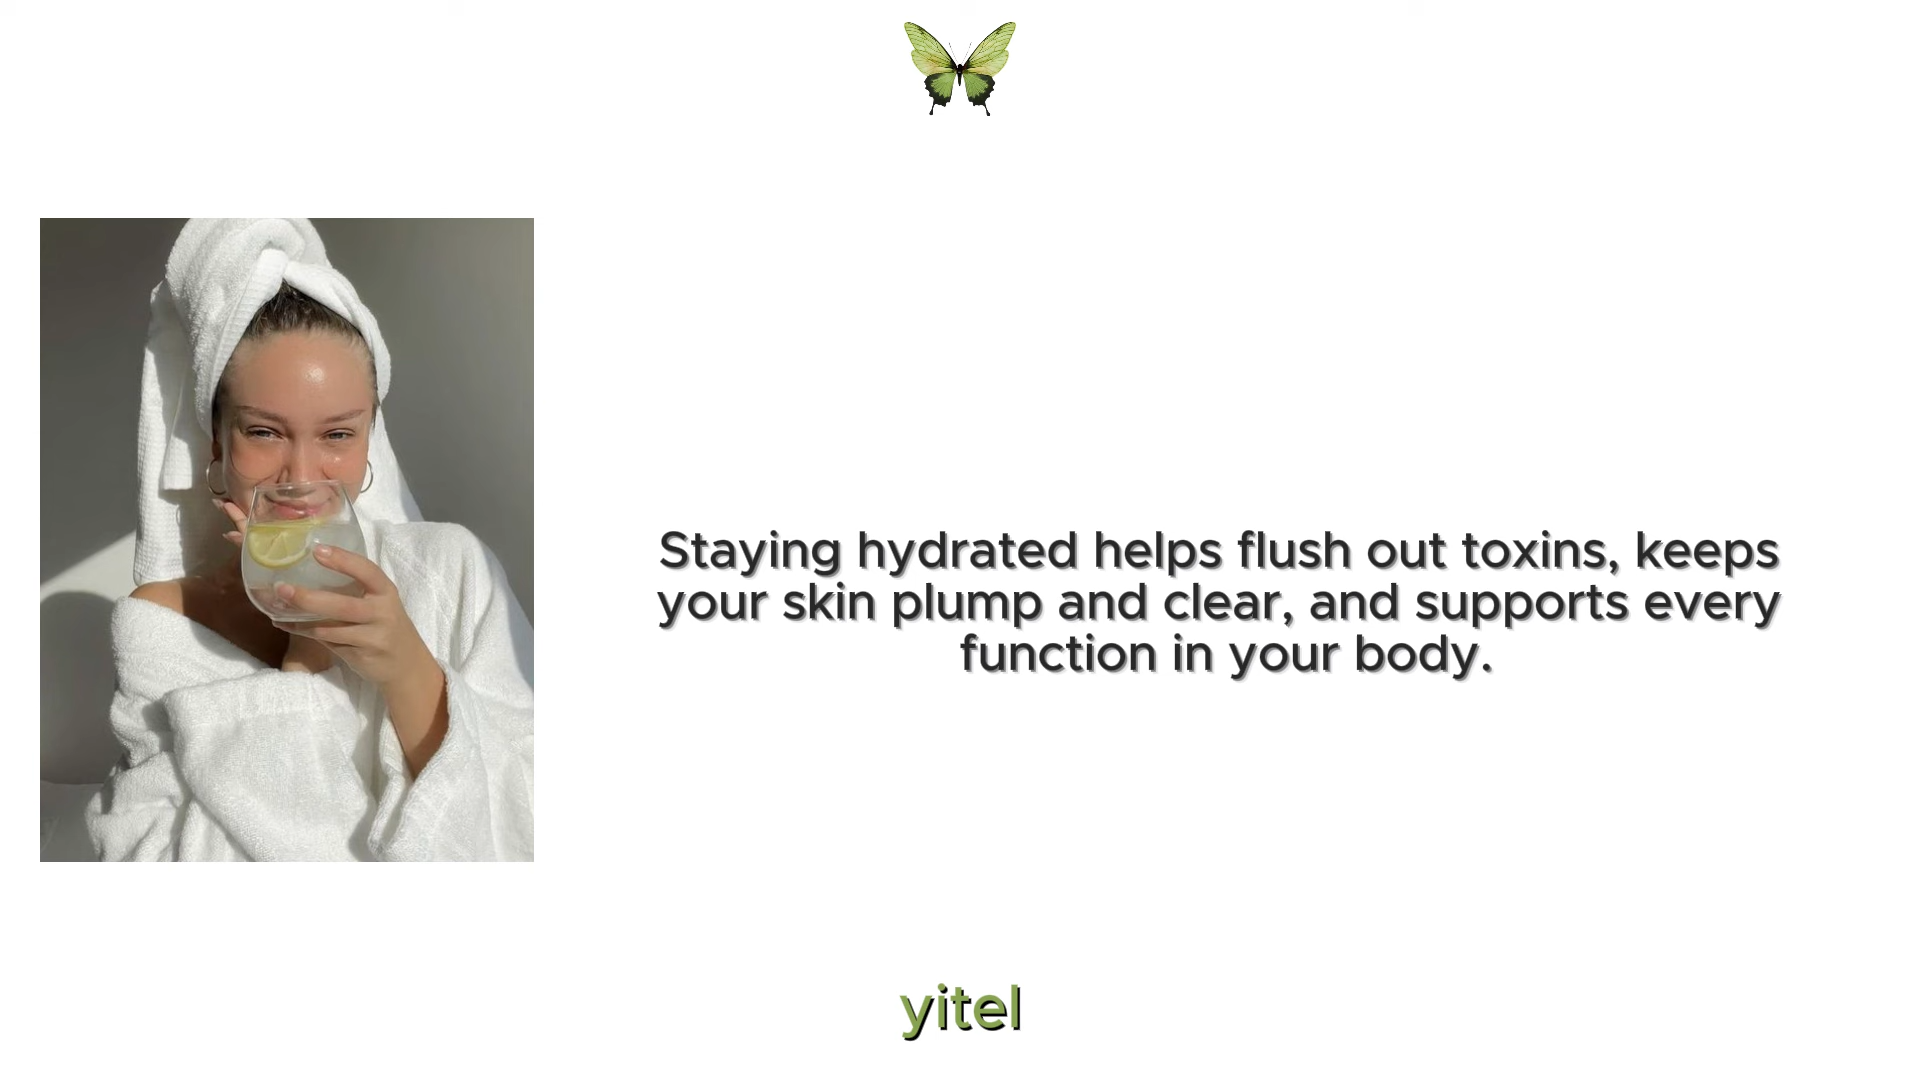 Staying hydrated helps flush out toxins, keeps
your skin plump and clear, and supports every
function in your body.
yitel